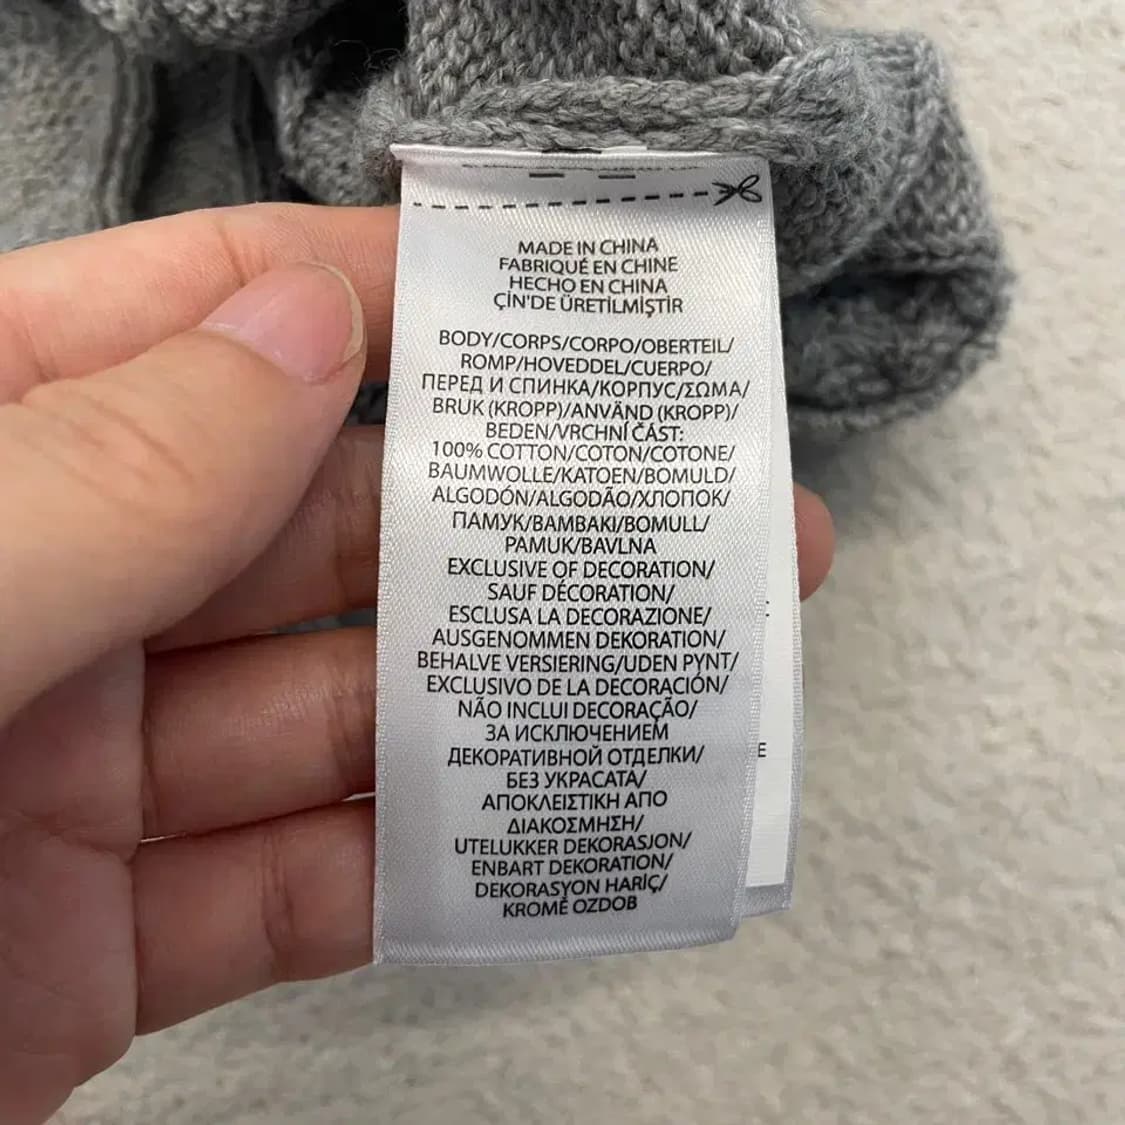 MADE IN CHINA
FABRIQUÉ EN CHINE
HECHO EN CHINA
ÇİN'DE ÜRETİLMİŞTİR
BODY/CORPS/CORPO/OBERTEIL/
ROMP/HOVEDDEL/CUERPO/
ПЕРЕД И СПИНКА/КОРПУС/ΣΩΜΑ/
BRUK (KROPP)/ANVÄND (KROPP)/
BEDEN/VRCHNÍ ČÁST:
100% COTTON/COTON/COTONE/
BAUMWOLLE/KATOEN/BOMULD/
ALGODÓN/ALGODÃO/ХЛОПОК/
ПАМУК/ΒΑΜΒΑΚΙ/BOMULL/
PAMUK/BAVLNA
EXCLUSIVE OF DECORATION/
SAUF DÉCORATION/
ESCLUSA LA DECORAZIONE/
AUSGENOMMEN DEKORATION/
BEHALVE VERSIERING/UDEN PYNT/
EXCLUSIVO DE LA DECORACIÓN/
NÃO INCLUI DECORAÇÃO/
ЗА ИСКЛЮЧЕНИЕМ
ДЕКОРАТИВНОЙ ОТДЕЛКИ/
БЕЗ УКРАСАТА/
ΑΠΟΚΛΕΙΣΤΙΚΗ ΑΠΟ
ΔΙΑΚΟΣΜΗΣΗ/
UTELUKKER DEKORASJON/
ENBART DEKORATION/
DEKORASYON HARİÇ/
KROMĚ OZDOB